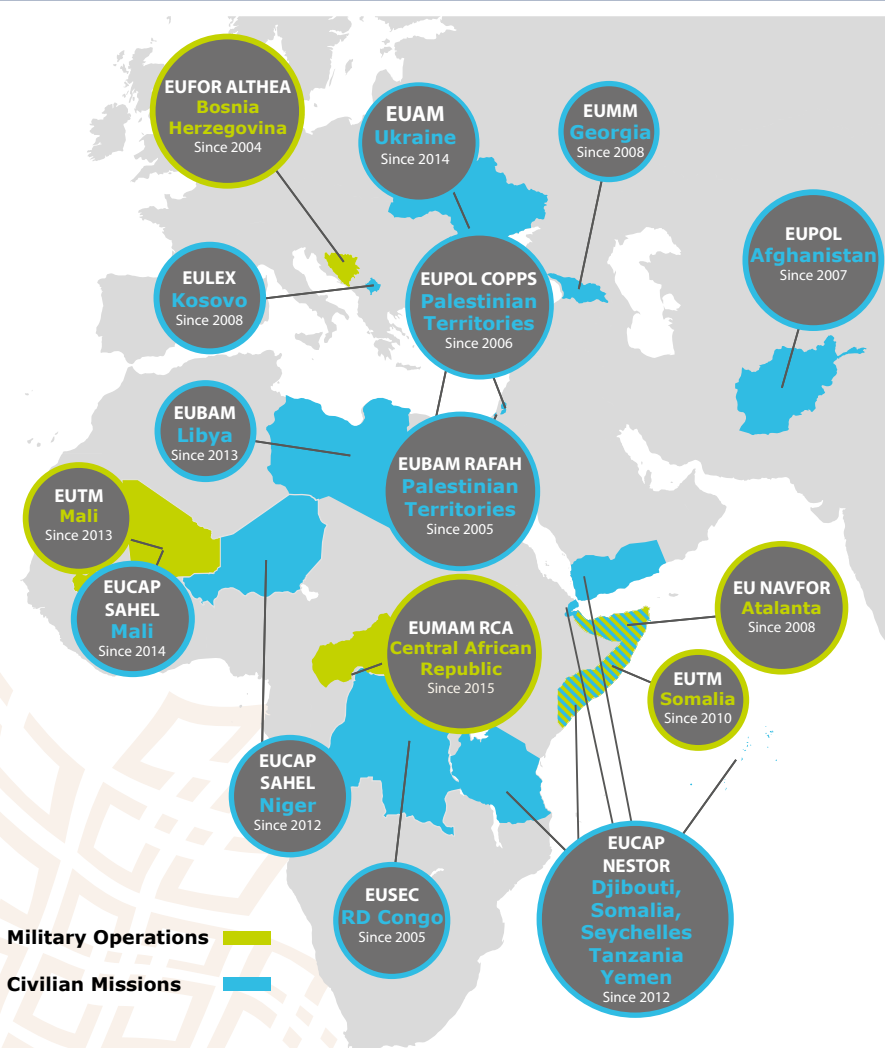 EUFOR ALTHEA
Bosnia
Herzegovina
Since 2004
EUAM
Ukraine
Since 2014
EUMM
Georgia
Since 2008
EUPOL
Afghanistan
Since 2007
EULEX
Kosovo
Since 2008
EUPOL COPPS
Palestinian
Territories
Since 2006
EUBAM
Libya
Since 2013
EUBAM RAFAH
Palestinian
Territories
Since 2005
EUTM
Mali
Since 2013
EUCAP
SAHEL
Mali
Since 2014
EUMAM RCA
Central African
Republic
Since 2015
EU NAVFOR
Atalanta
Since 2008
EUTM
Somalia
Since 2010
EUCAP
SAHEL
Niger
Since 2012
EUSEC
RD Congo
Since 2005
EUCAP
NESTOR
Djibouti,
Somalia,
Seychelles
Tanzania
Yemen
Since 2012
Military Operations
Civilian Missions